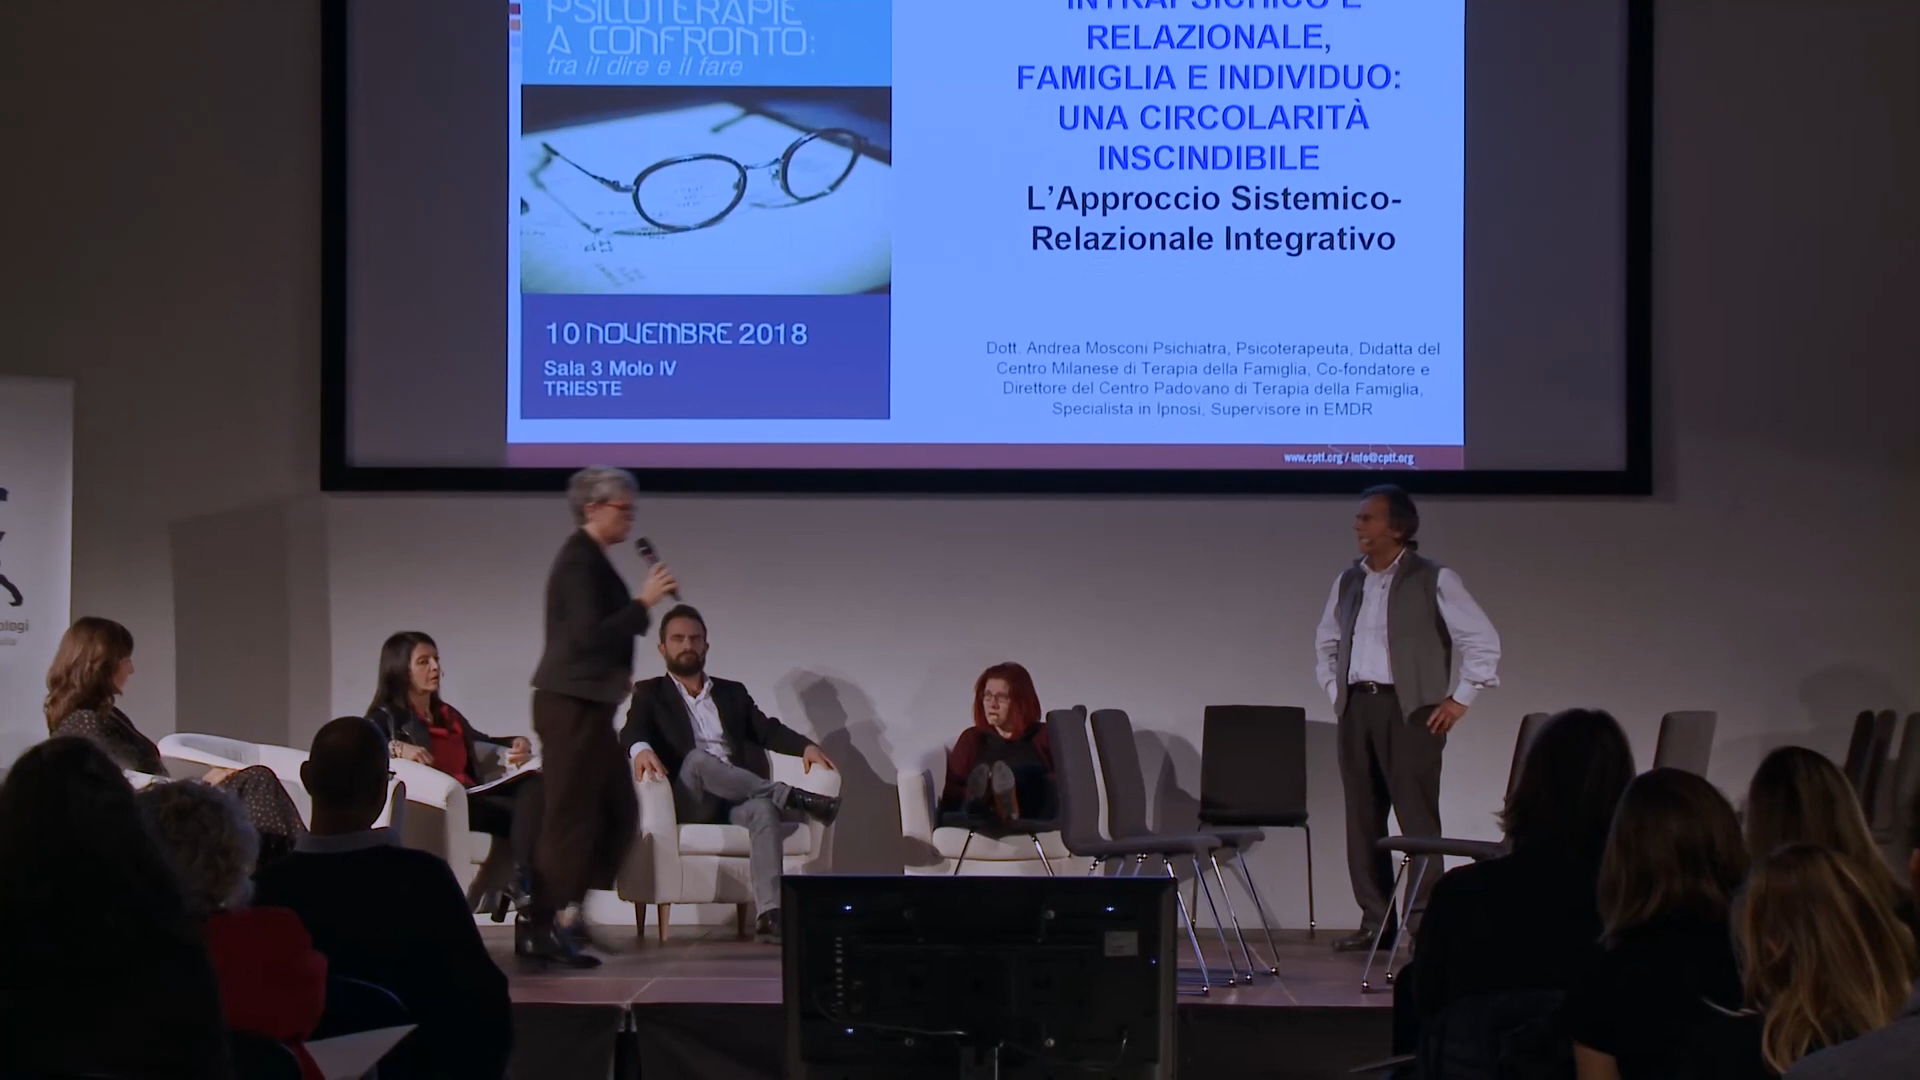 PSICOTERAPIE
A CONFRONTO:
tra il dire e il fare
10 NOVEMBRE 2018
Sala 3 Molo IV
TRIESTE
INTRAPSICHICO E
RELAZIONALE,
FAMIGLIA E INDIVIDUO:
UNA CIRCOLARITÀ
INSCINDIBILE
L'Approccio Sistemico-
Relazionale Integrativo
Dott. Andrea Mosconi Psichiatra, Psicoterapeuta, Didatta del
Centro Milanese di Terapia della Famiglia, Co-fondatore e
Direttore del Centro Padovano di Terapia della Famiglia,
Specialista in Ipnosi, Supervisore in EMDR
www.cptf.org / info@cptf.org